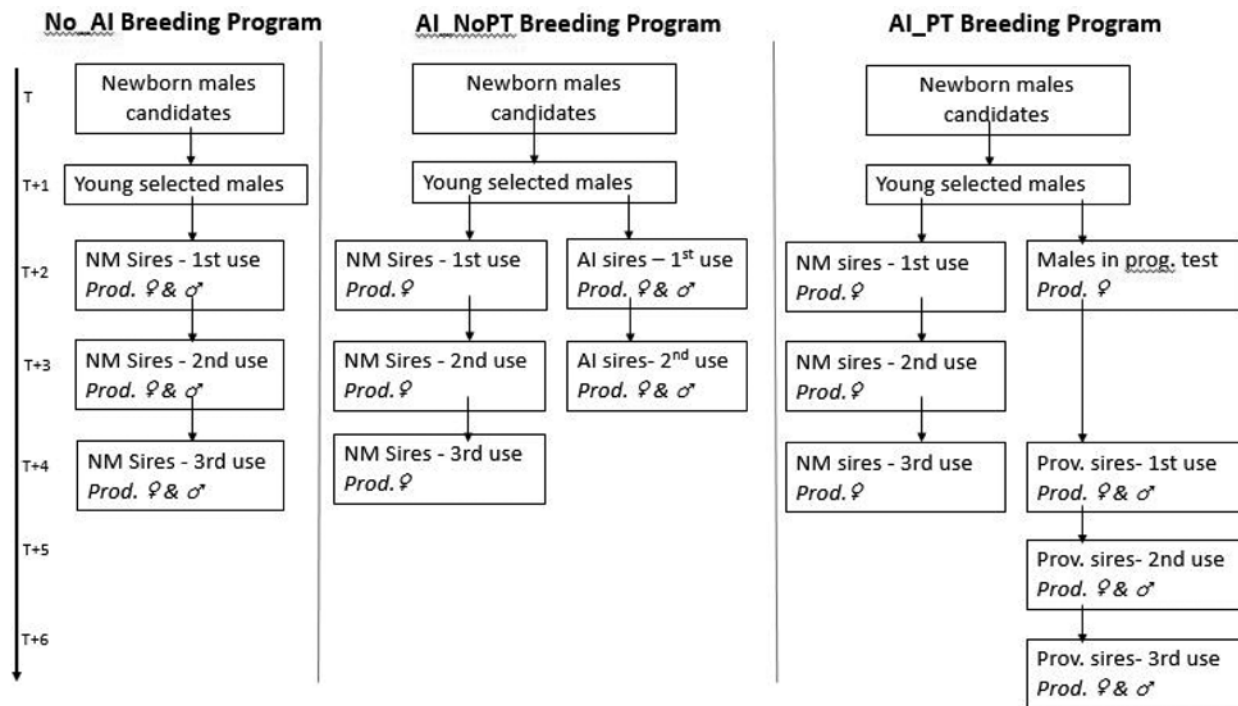 No_AI Breeding Program
AI_NoPT Breeding Program
AI_PT Breeding Program
T
T+1
T+2
T+3
T+4
T+5
T+6
Newborn males
candidates
Young selected males
NM Sires - 1st use
Prod. ♀ & ♂
NM Sires - 2nd use
Prod. ♀ & ♂
NM Sires - 3rd use
Prod. ♀ & ♂
Newborn males
candidates
Young selected males
NM Sires - 1st use
Prod. ♀
NM Sires - 2nd use
Prod. ♀
NM Sires - 3rd use
Prod. ♀
AI sires – 1st use
Prod. ♀ & ♂
AI sires- 2nd use
Prod. ♀ & ♂
Newborn males
candidates
Young selected males
NM sires - 1st use
Prod. ♀
NM sires - 2nd use
Prod. ♀
NM sires - 3rd use
Prod. ♀
Males in prog. test
Prod. ♀
Prov. sires- 1st use
Prod. ♀ & ♂
Prov. sires- 2nd use
Prod. ♀ & ♂
Prov. sires- 3rd use
Prod. ♀ & ♂